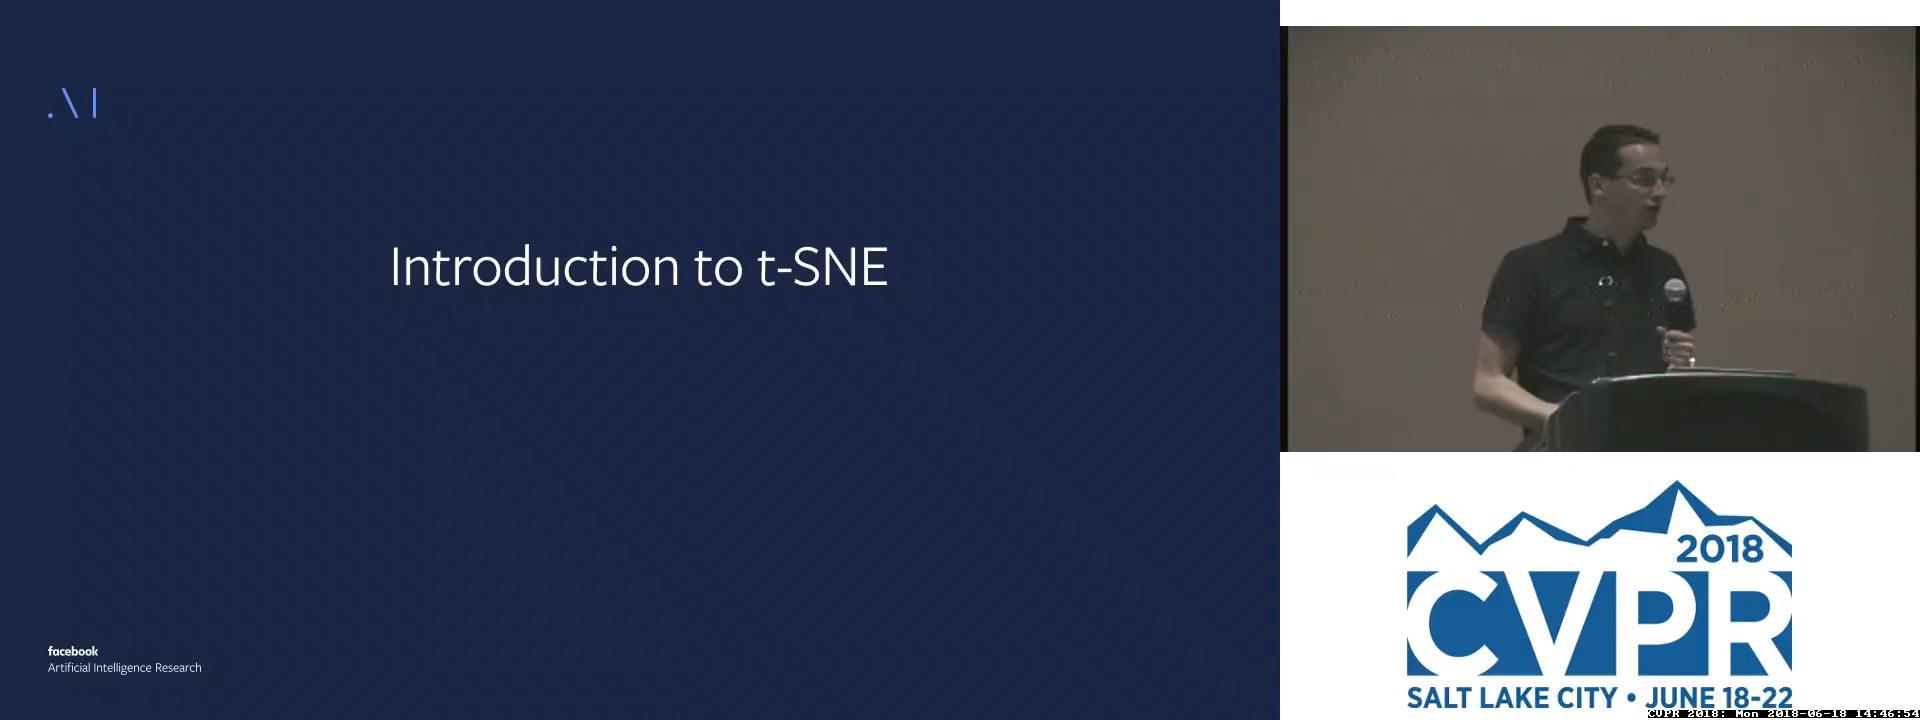 .\|
Introduction to t-SNE
facebook
Artificial Intelligence Research
2018
CVPR
SALT LAKE CITY • JUNE 18-22
CVPR 2018: Mon 2018-06-18 14:46:54